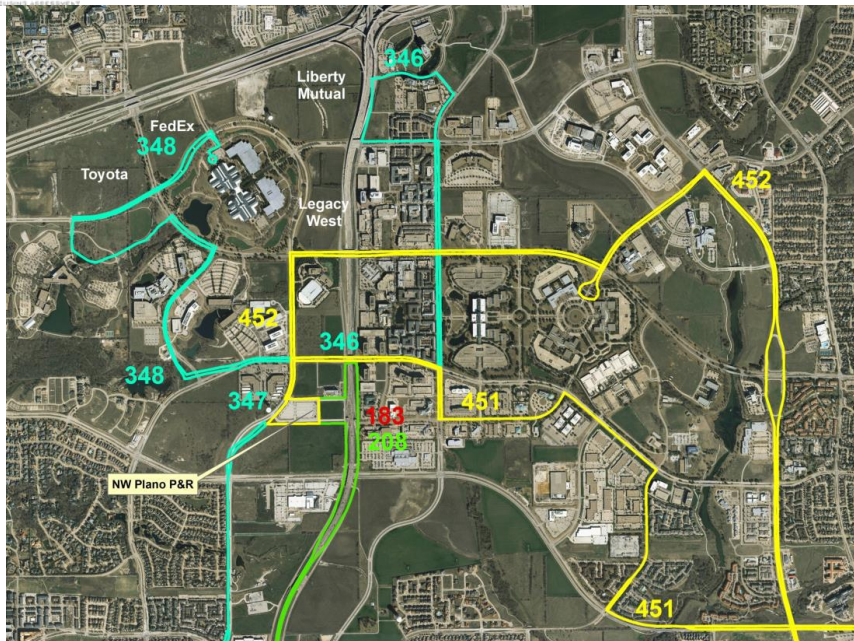 346
Liberty
Mutual
FedEx
348
Toyota
452
Legacy
West
452
346
348
347
451
183
208
NW Plano P&R
451